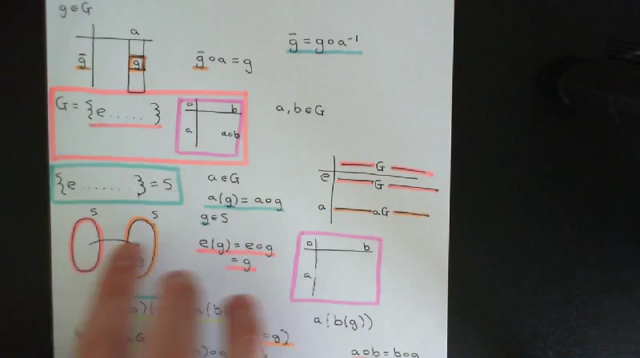 g∈G
a
ḡ g
ḡ∘a=g
ḡ=g∘a⁻¹
G={e.....}
∘ b
a a∘b
a,b∈G
{e........}=S
a∈G
a(g)=a∘g
g∈S
G
e G
a aG
S S
e(g)=e∘g
=g
∘ b
a
a(b(g))
a∘b=b∘a